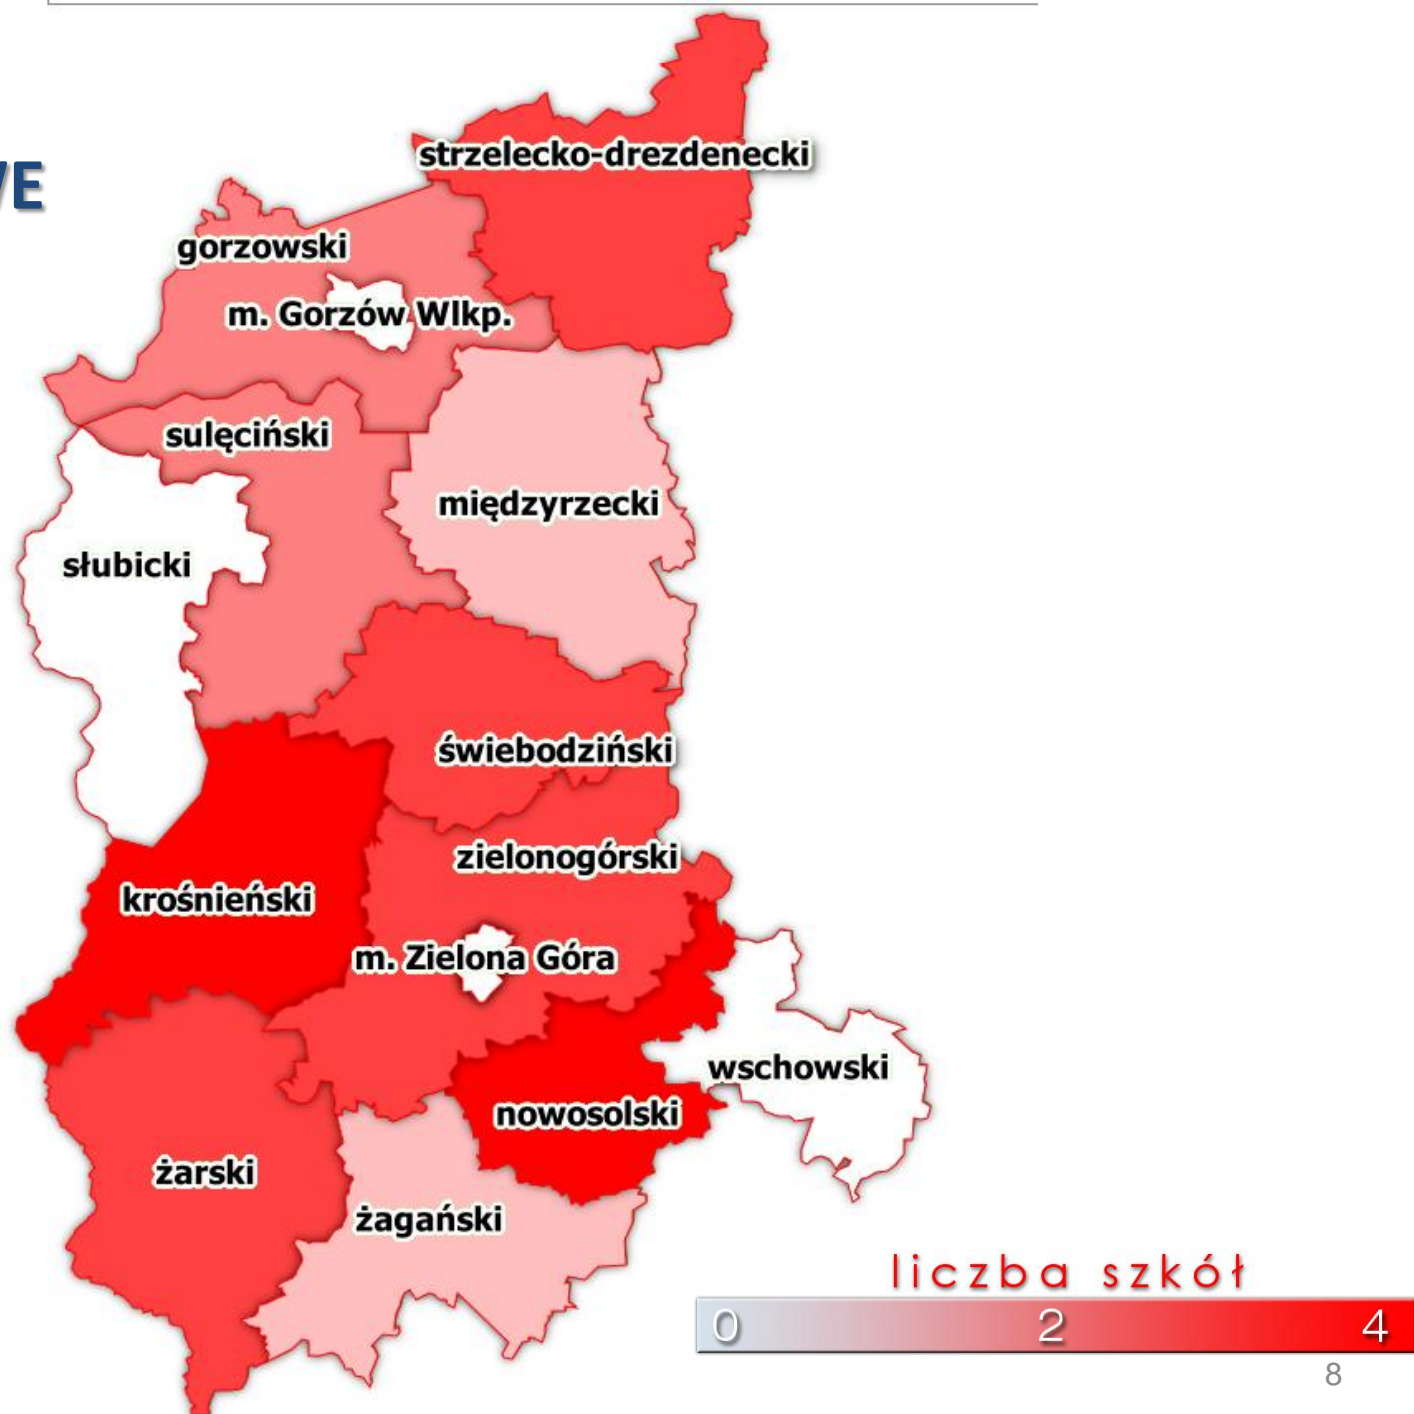 strzelecko-drezdenecki
gorzowski
m. Gorzów Wlkp.
sulęciński
międzyrzecki
słubicki
świebodziński
zielonogórski
krośnieński
m. Zielona Góra
wschowski
nowosolski
żarski
żagański
liczba szkół
0 2 4
8